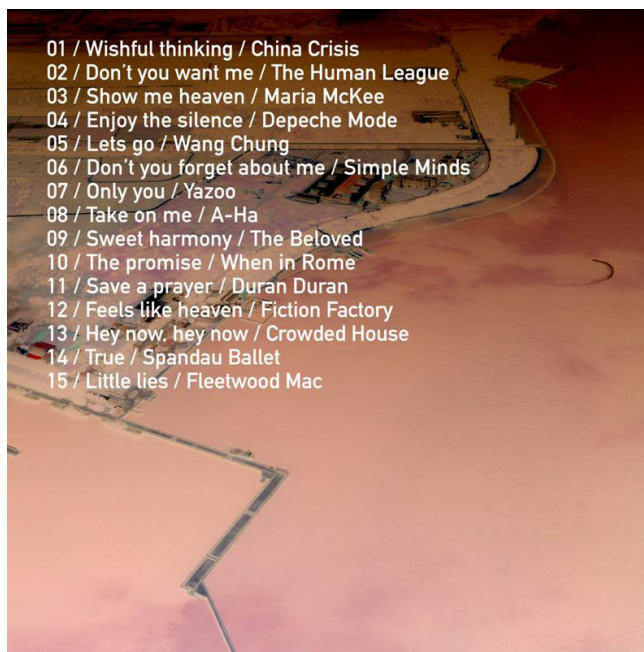 01 / Wishful thinking / China Crisis
02 / Don't you want me / The Human League
03 / Show me heaven / Maria McKee
04 / Enjoy the silence / Depeche Mode
05 / Lets go / Wang Chung
06 / Don't you forget about me / Simple Minds
07 / Only you / Yazoo
08 / Take on me / A-Ha
09 / Sweet harmony / The Beloved
10 / The promise / When in Rome
11 / Save a prayer / Duran Duran
12 / Feels like heaven / Fiction Factory
13 / Hey now, hey now / Crowded House
14 / True / Spandau Ballet
15 / Little lies / Fleetwood Mac